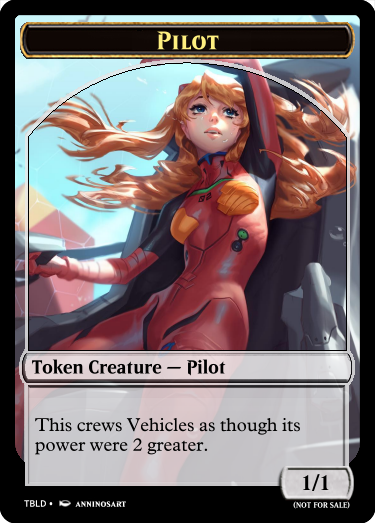 PILOT
Token Creature — Pilot
This crews Vehicles as though its
power were 2 greater.
1/1
TBLD • ANNINOSART
(NOT FOR SALE)